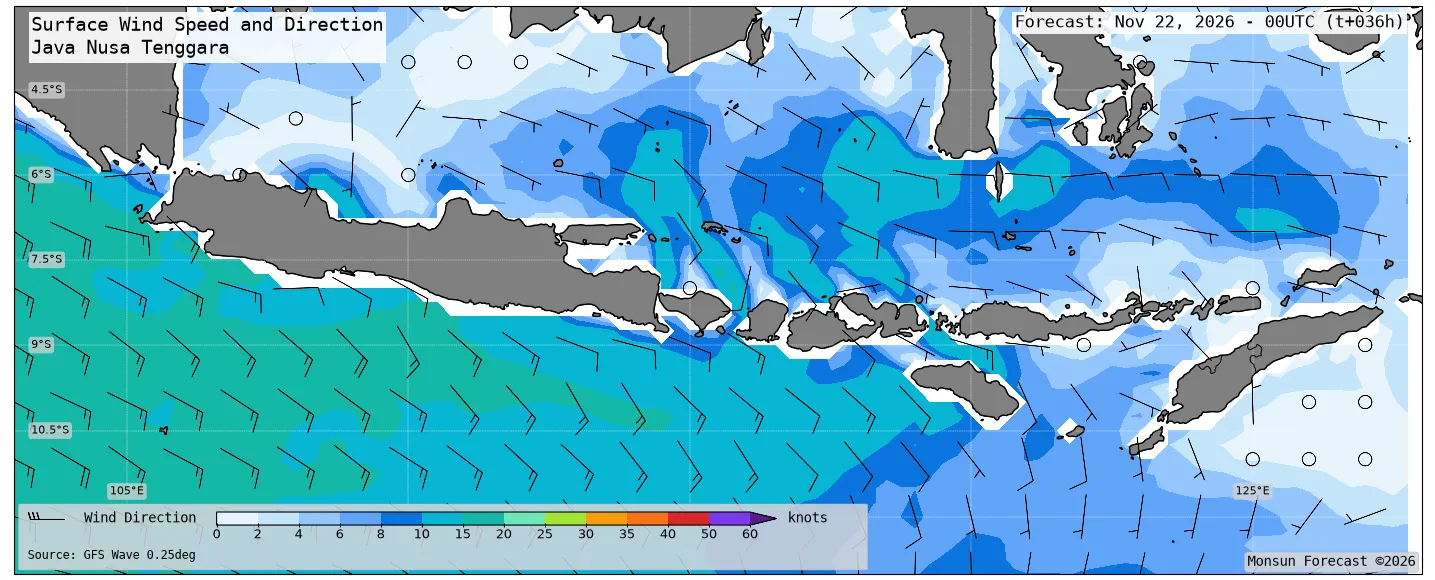 Surface Wind Speed and Direction
Java Nusa Tenggara
Forecast: Nov 22, 2026 - 00UTC (t+036h)
4.5°S
6°S
7.5°S
9°S
10.5°S
105°E
125°E
Wind Direction
0 2 4 6 8 10 15 20 25 30 35 40 50 60
knots
Source: GFS Wave 0.25deg
Monsun Forecast ©2026